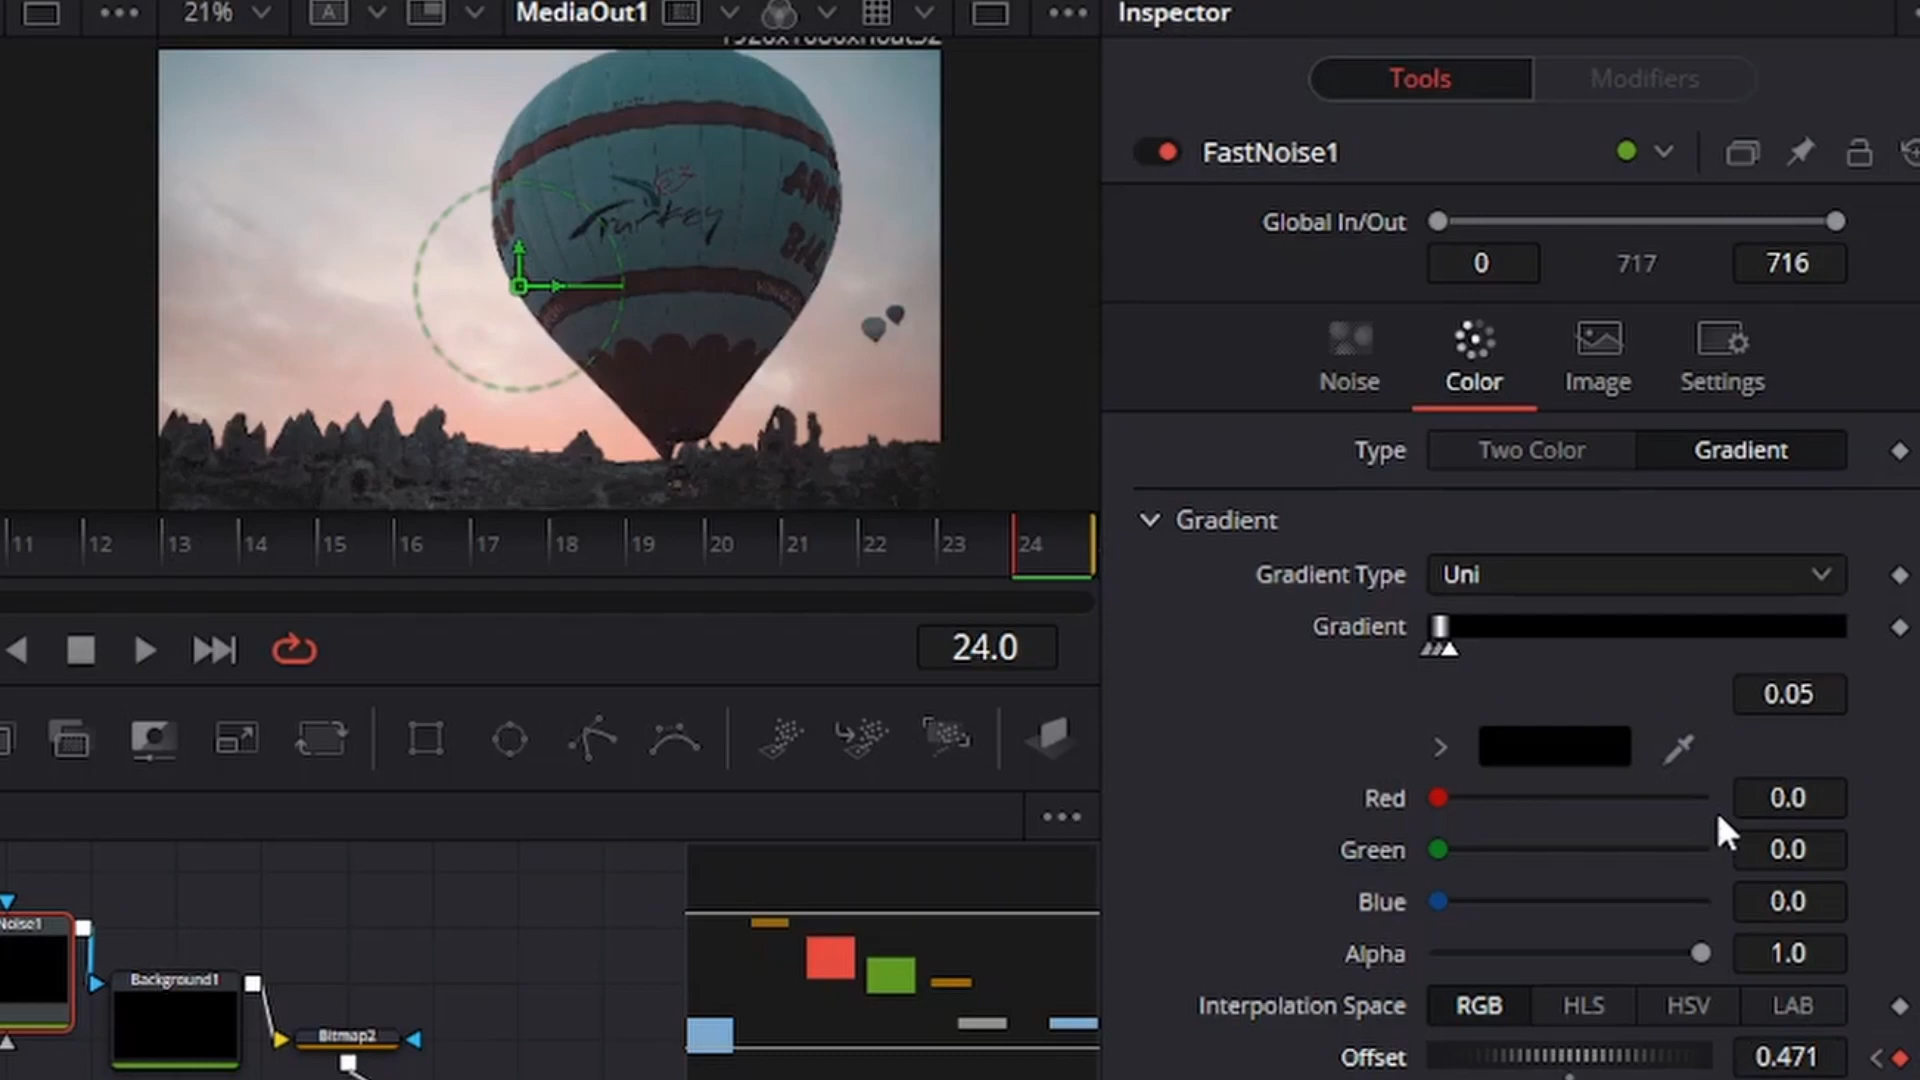 21%
A
MediaOut1
Inspector
Tools
Modifiers
FastNoise1
Turkey
Global In/Out
0
717
716
Noise
Color
Image
Settings
Type
Two Color
Gradient
Gradient
11 12 13 14 15 16 17 18 19 20 21 22 23 24
Gradient Type
Uni
Gradient
24.0
0.05
Red
0.0
Green
0.0
Blue
0.0
Alpha
1.0
Noise1
Background1
Bitmap2
Interpolation Space
RGB
HLS
HSV
LAB
Offset
0.471